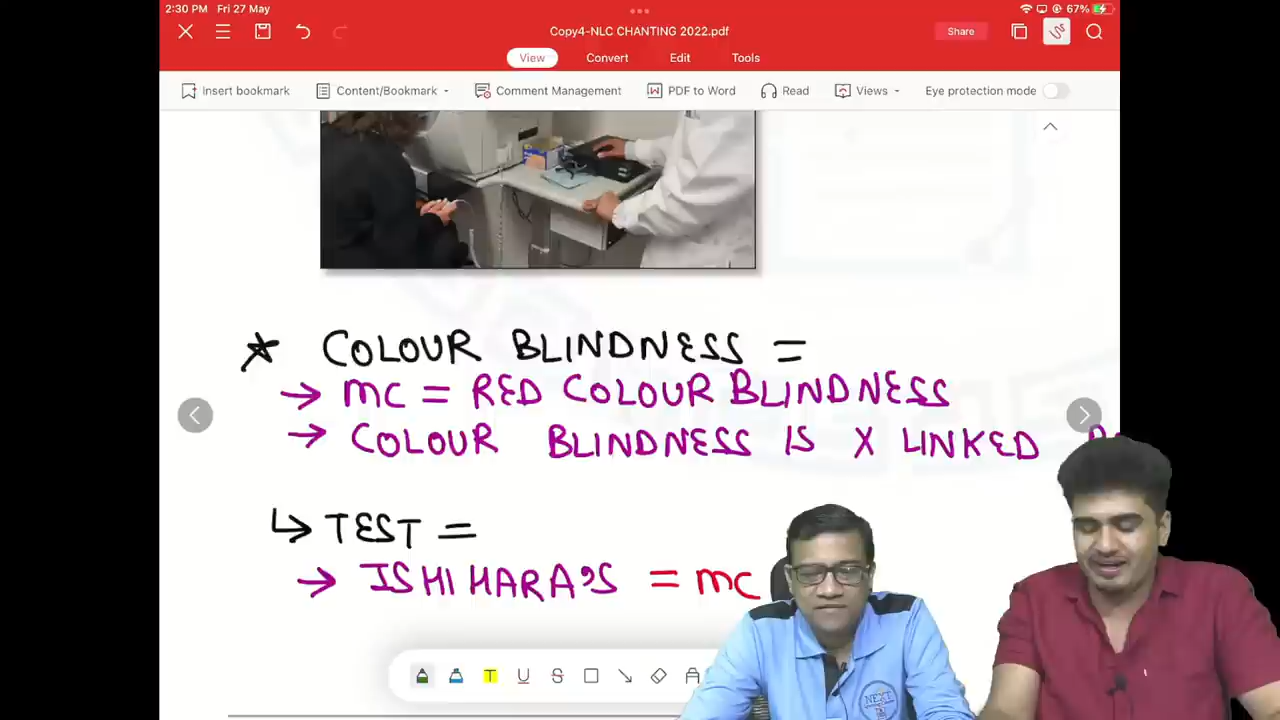 2:30 PM Fri 27 May
67%
Copy4-NLC CHANTING 2022.pdf
Share
View Convert Edit Tools
Insert bookmark Content/Bookmark Comment Management PDF to Word Read Views Eye protection mode
* COLOUR BLINDNESS =
→ MC = RED COLOUR BLINDNESS
→ COLOUR BLINDNESS IS X LINKED
↳ TEST =
→ ISHIHARA'S = MC
T U S A
NEXT